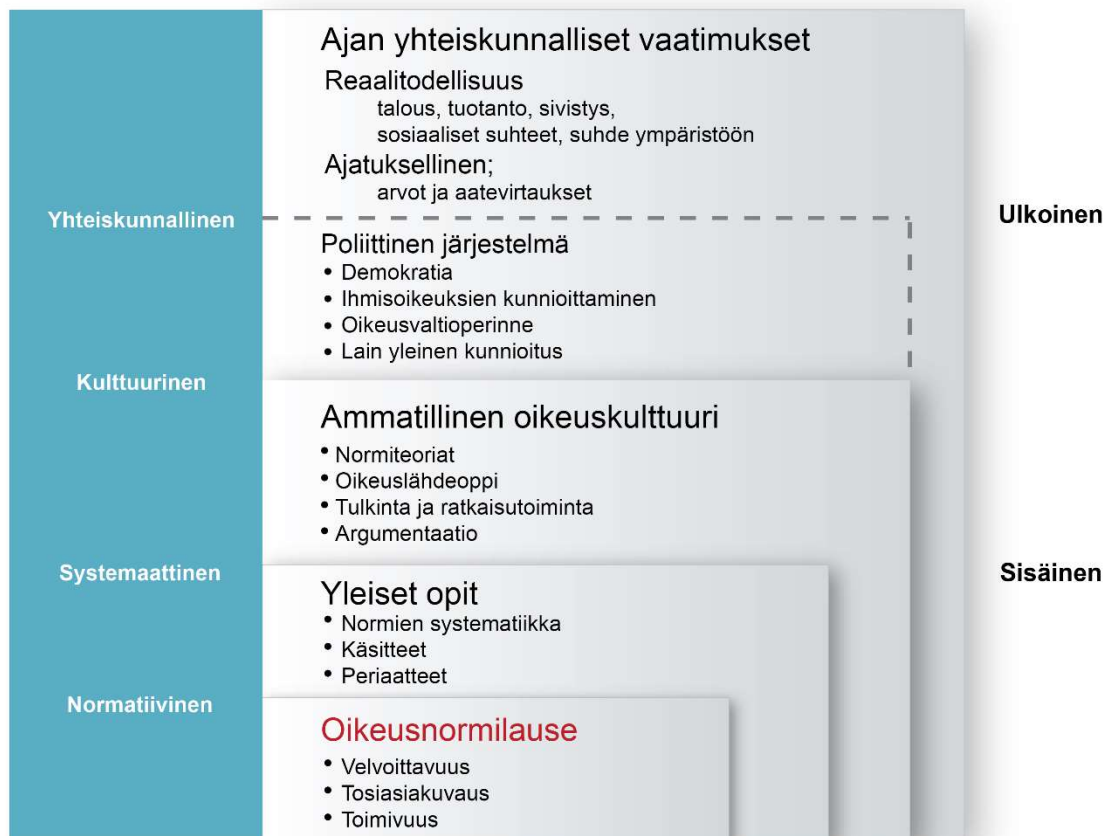 Ajan yhteiskunnalliset vaatimukset
Reaalitodellisuus
talous, tuotanto, sivistys,
sosiaaliset suhteet, suhde ympäristöön
Ajatuksellinen;
arvot ja aatevirtaukset
Yhteiskunnallinen
Ulkoinen
Poliittinen järjestelmä
• Demokratia
• Ihmisoikeuksien kunnioittaminen
• Oikeusvaltioperinne
• Lain yleinen kunnioitus
Kulttuurinen
Ammatillinen oikeuskulttuuri
• Normiteoriat
• Oikeuslähdeoppi
• Tulkinta ja ratkaisutoiminta
• Argumentaatio
Systemaattinen
Sisäinen
Yleiset opit
• Normien systematiikka
• Käsitteet
• Periaatteet
Normatiivinen
Oikeusnormilause
• Velvoittavuus
• Tosiasiakuvaus
• Toimivuus